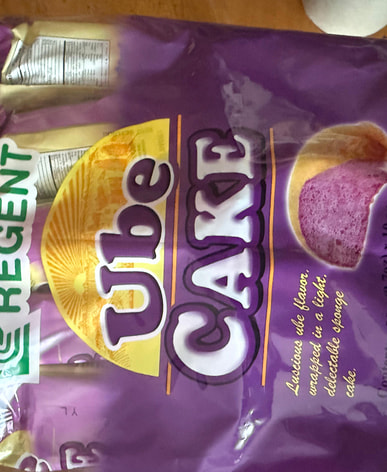 REGENT
Ube
CAKE
Luscious ube flavor,
wrapped in a light,
delectable sponge
cake.